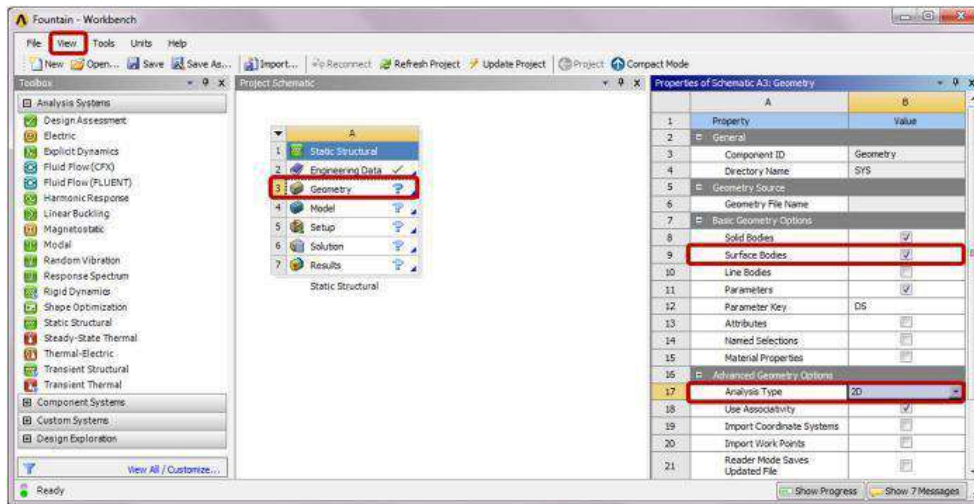 Fountain - Workbench
File View Tools Units Help
New Open... Save Save As... Import... Reconnect Refresh Project Update Project Project Compact Mode
Toolbox
Analysis Systems
Design Assessment
Electric
Explicit Dynamics
Fluid Flow (CFX)
Fluid Flow (FLUENT)
Harmonic Response
Linear Buckling
Magnetostatic
Modal
Random Vibration
Response Spectrum
Rigid Dynamics
Shape Optimization
Static Structural
Steady-State Thermal
Thermal-Electric
Transient Structural
Transient Thermal
Component Systems
Custom Systems
Design Exploration
View All / Customize...
Project Schematic
A
1 Static Structural
2 Engineering Data
3 Geometry
4 Model
5 Setup
6 Solution
7 Results
Static Structural
Properties of Schematic A3: Geometry
A B
1 Property Value
2 General
3 Component ID Geometry
4 Directory Name SYS
5 Geometry Source
6 Geometry File Name
7 Basic Geometry Options
8 Solid Bodies
9 Surface Bodies
10 Line Bodies
11 Parameters
12 Parameter Key DS
13 Attributes
14 Named Selections
15 Material Properties
16 Advanced Geometry Options
17 Analysis Type 2D
18 Use Associativity
19 Import Coordinate Systems
20 Import Work Points
21 Reader Mode Saves
Updated File
Ready
Show Progress Show 7 Messages